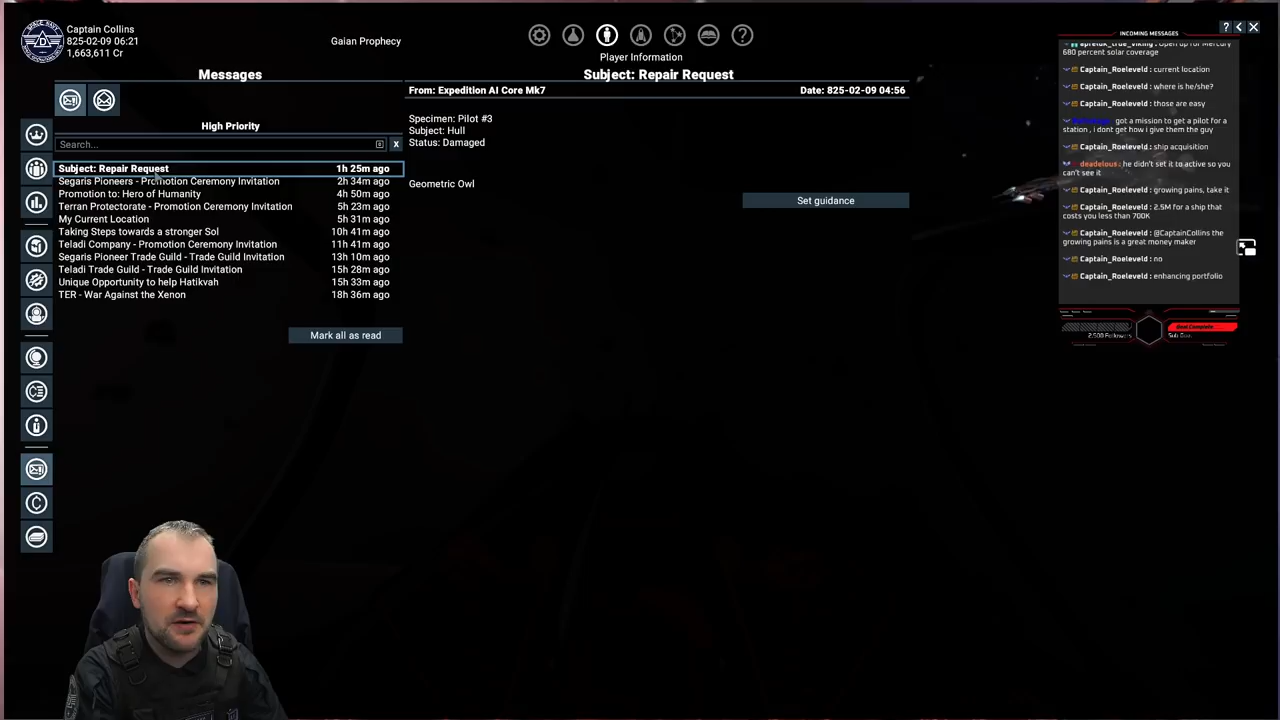 Captain Collins
825-02-09 06:21
1,663,611 Cr
Gaian Prophecy
Player Information
Messages
High Priority
Search...
x
Subject: Repair Request 1h 25m ago
Segaris Pioneers - Promotion Ceremony Invitation 2h 34m ago
Promotion to: Hero of Humanity 4h 50m ago
Terran Protectorate - Promotion Ceremony Invitation 5h 23m ago
My Current Location 5h 31m ago
Taking Steps towards a stronger Sol 10h 41m ago
Teladi Company - Promotion Ceremony Invitation 11h 41m ago
Segaris Pioneer Trade Guild - Trade Guild Invitation 13h 10m ago
Teladi Trade Guild - Trade Guild Invitation 15h 28m ago
Unique Opportunity to help Hatikvah 15h 33m ago
TER - War Against the Xenon 18h 36m ago
Mark all as read
Subject: Repair Request
From: Expedition AI Core Mk7 Date: 825-02-09 04:56
Specimen: Pilot #3
Subject: Hull
Status: Damaged
Geometric Owl
Set guidance
INCOMING MESSAGES
680 percent solar coverage
Captain_Roeleveld : current location
Captain_Roeleveld : where is he/she?
Captain_Roeleveld : those are easy
got a mission to get a pilot for a
station , i dont get how i give them the guy
Captain_Roeleveld : ship acquisition
deadelous : he didn't set it to active so you
can't see it
Captain_Roeleveld : growing pains, take it
Captain_Roeleveld : 2.5M for a ship that
costs you less than 700K
Captain_Roeleveld : @CaptainCollins the
growing pains is a great money maker
Captain_Roeleveld : no
Captain_Roeleveld : enhancing portfolio
2,500 Followers